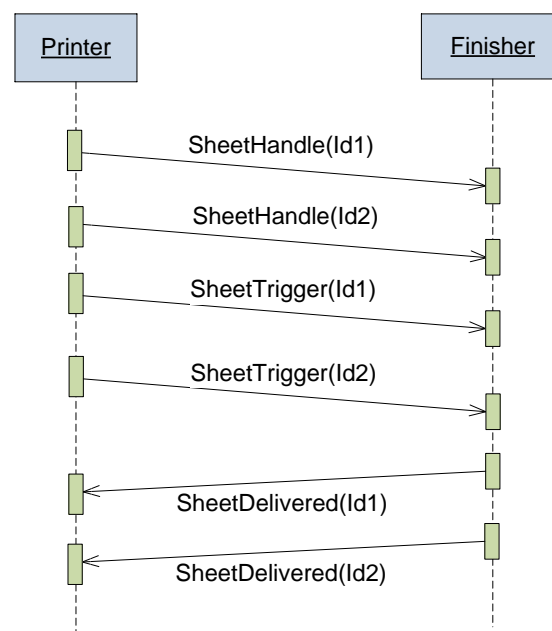 Printer
Finisher
SheetHandle(Id1)
SheetHandle(Id2)
SheetTrigger(Id1)
SheetTrigger(Id2)
SheetDelivered(Id1)
SheetDelivered(Id2)